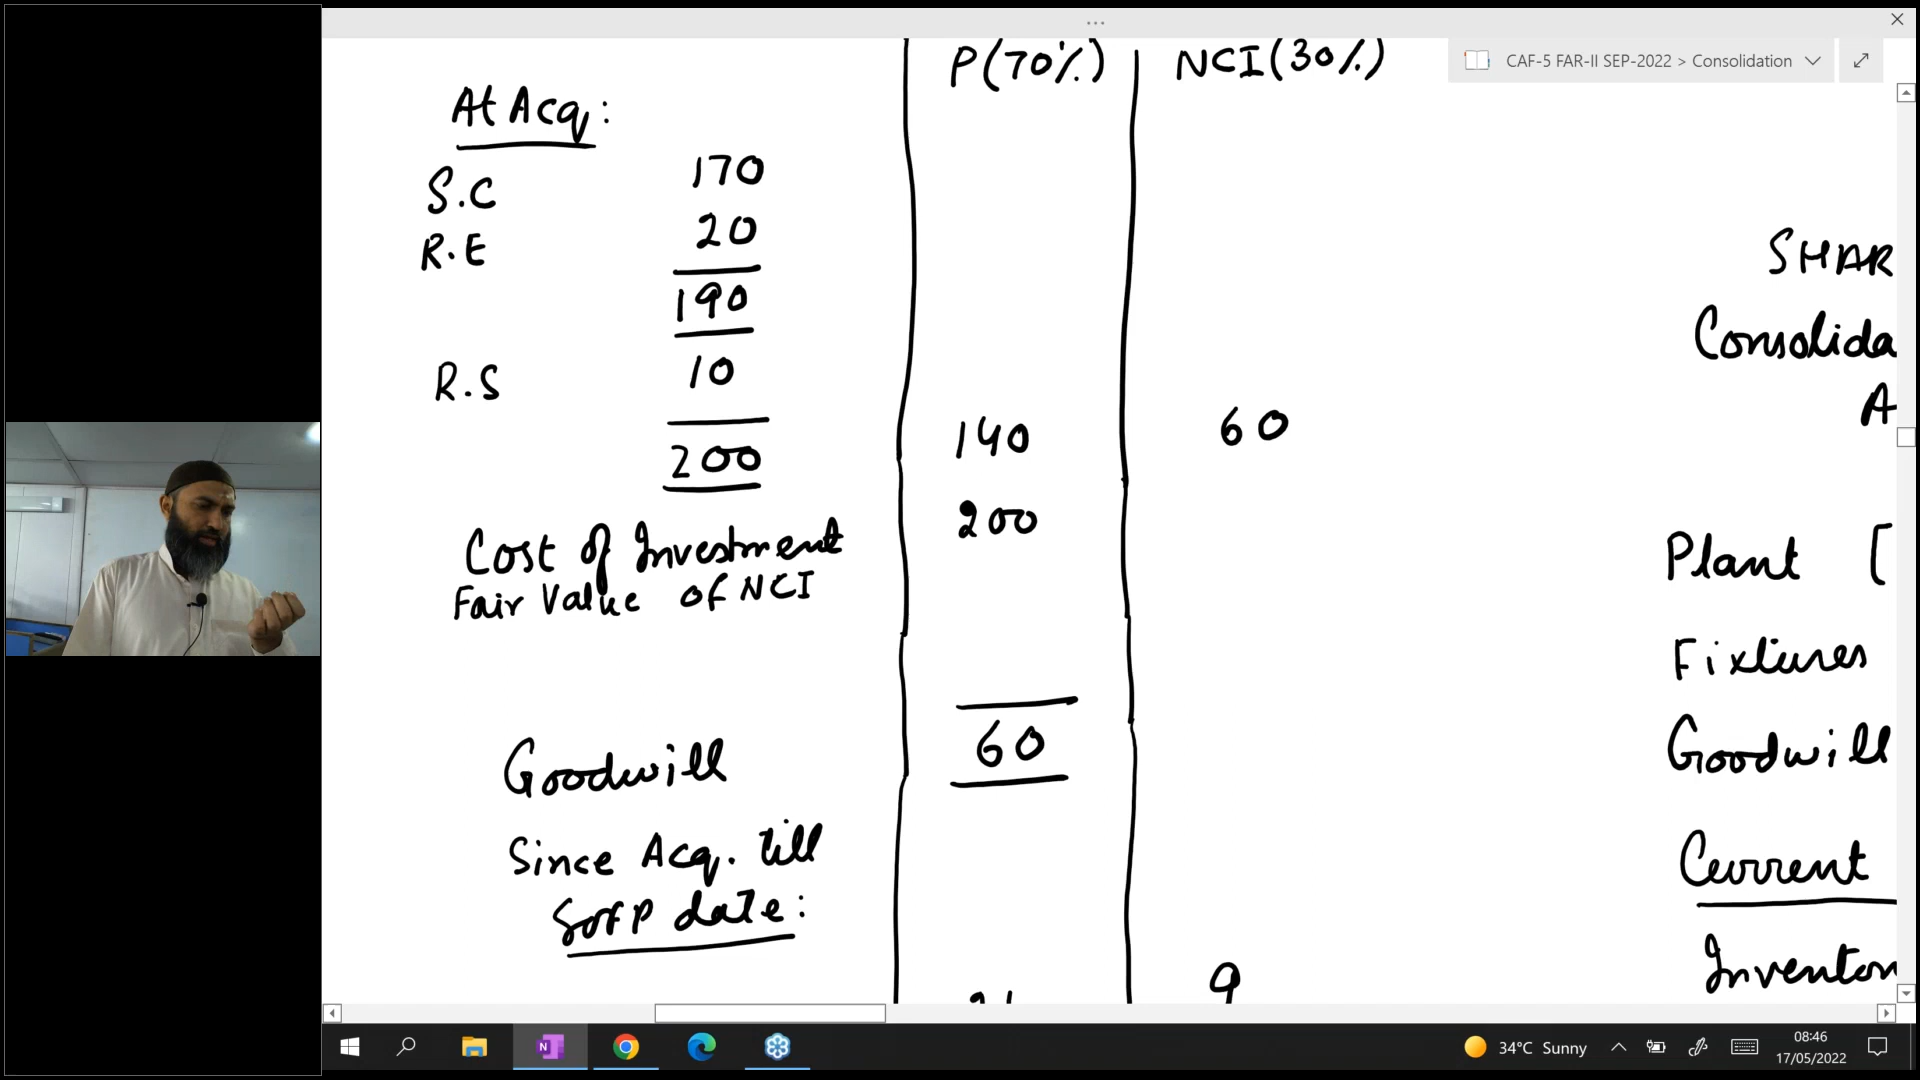 CAF-5 FAR-II SEP-2022 > Consolidation
P(70%) NCI(30%)
At Acq:
S.C 170
R.E 20
190
R.S 10
200 140 60
Cost of Investment 200
Fair Value of NCI
Goodwill 60
Since Acq. till
SOFP date:
9
SHAR
Consolida
A
Plant [
Fixtures
Goodwill
Current
Inventor
N
34°C Sunny
08:46
17/05/2022